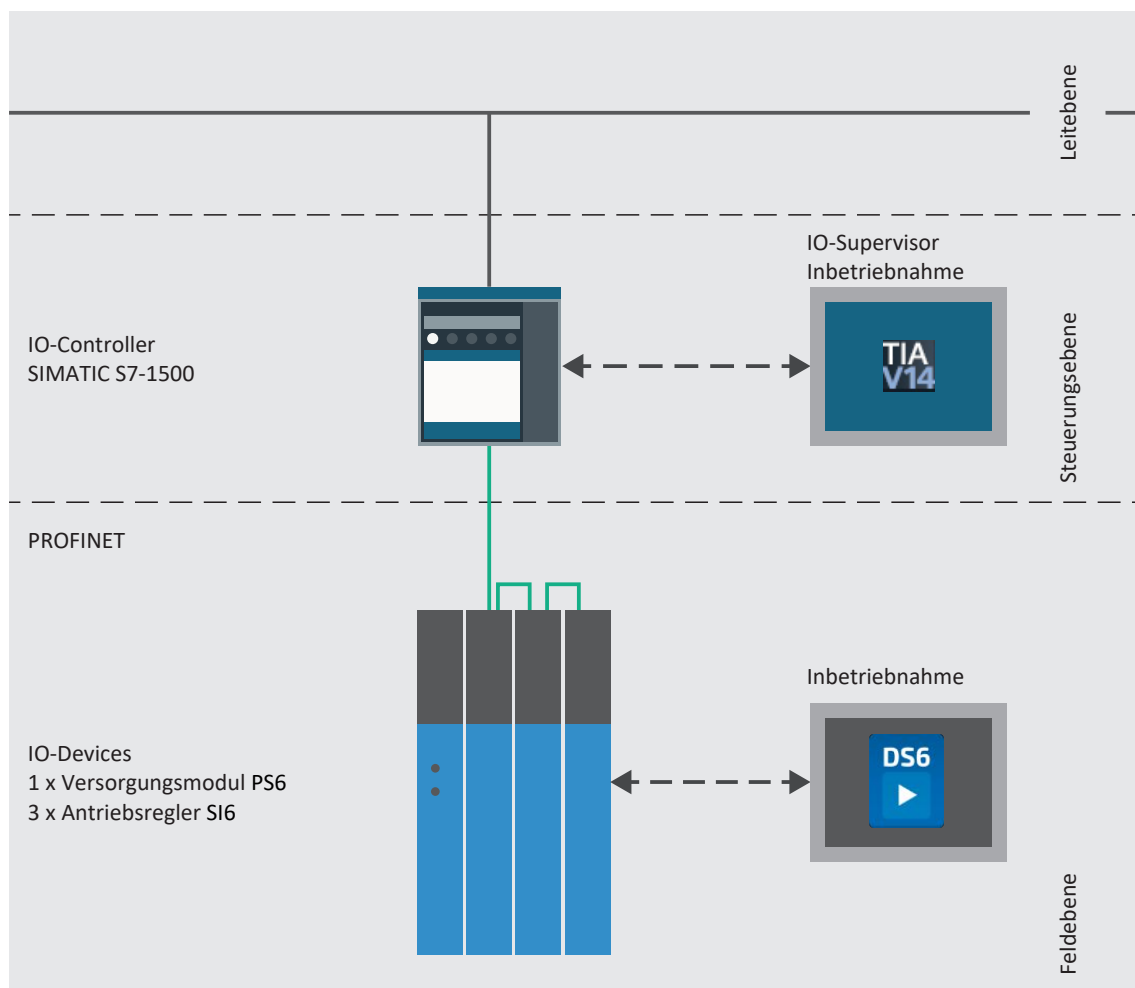 Leitebene
IO-Supervisor
Inbetriebnahme
IO-Controller
SIMATIC S7-1500
TIA
V14
Steuerungsebene
PROFINET
Inbetriebnahme
IO-Devices
1 x Versorgungsmodul PS6
3 x Antriebsregler SI6
DS6
Feldebene